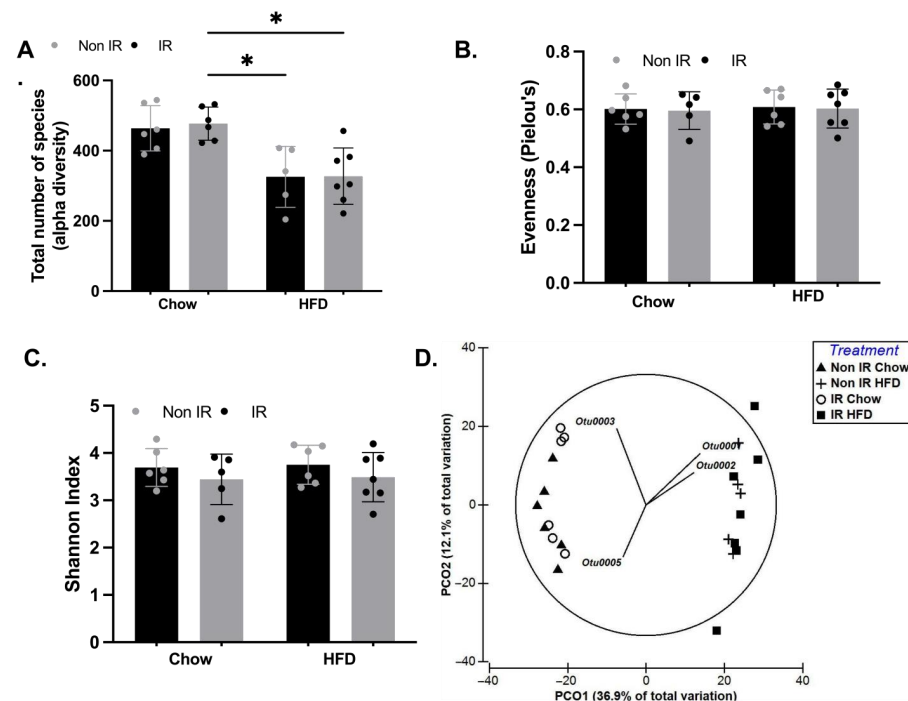 A
.
Non IR
IR
*
*
Total number of species
(alpha diversity)
600
400
200
0
Chow
HFD
B.
Non IR
IR
Evenness (Pielou's)
0.8
0.6
0.4
0.2
0.0
Chow
HFD
C.
Non IR
IR
Shannon Index
5
4
3
2
1
0
Chow
HFD
D.
Treatment
Non IR Chow
Non IR HFD
IR Chow
IR HFD
PCO2 (12.1% of total variation)
40
20
0
-20
-40
Otu0003
Otu0002
Otu0005
-40
-20
0
20
40
PCO1 (36.9% of total variation)